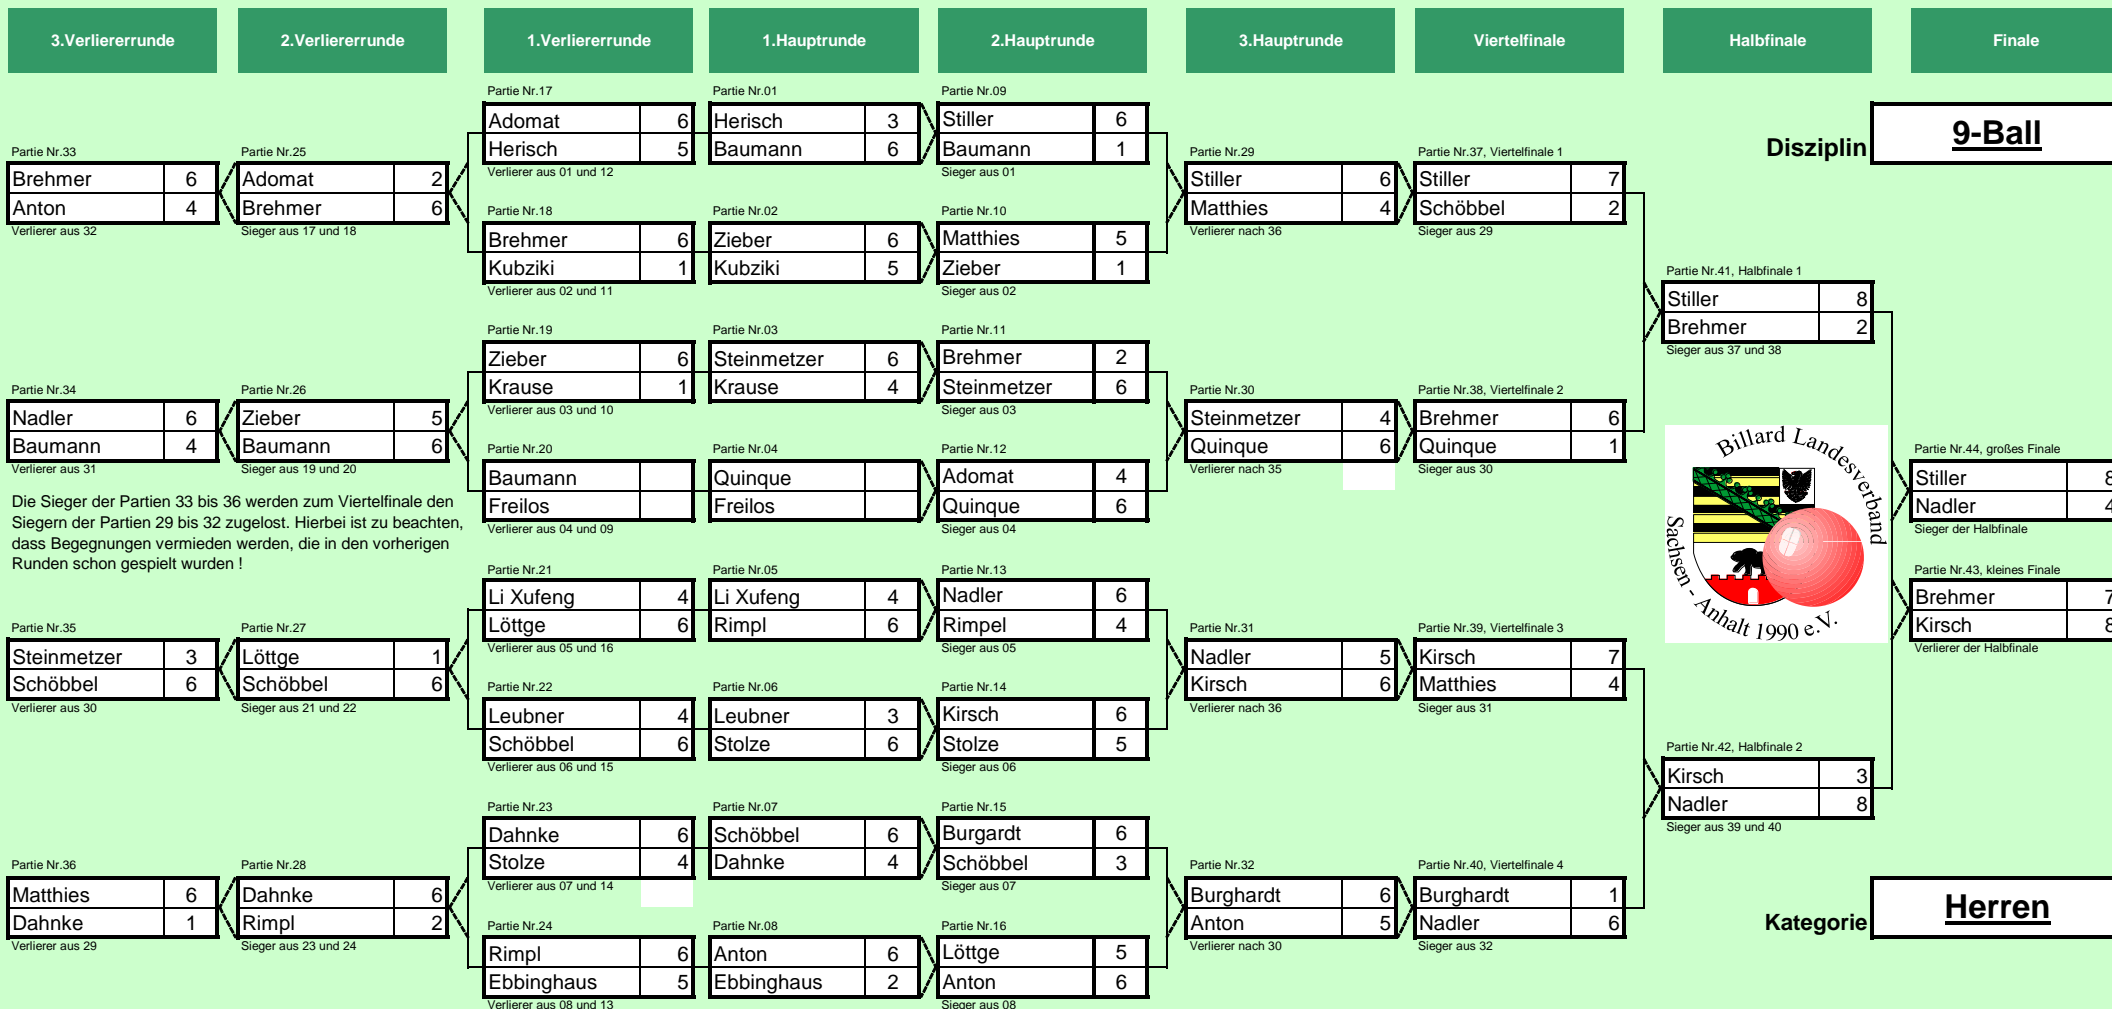 3.Verliererrunde 2.Verliererrunde 1.Verliererrunde 1.Hauptrunde 2.Hauptrunde 3.Hauptrunde Viertelfinale Halbfinale Finale
Partie Nr.17 Partie Nr.01 Partie Nr.09
Adomat 6 Herisch 3 Stiller 6
Herisch 5 Baumann 6 Baumann 1
Verlierer aus 01 und 12 Sieger aus 01
Disziplin 9-Ball
Partie Nr.33 Partie Nr.25 Partie Nr.29 Partie Nr.37, Viertelfinale 1
Brehmer 6 Adomat 2 Stiller 6 Stiller 7
Anton 4 Brehmer 6 Matthies 4 Schöbbel 2
Verlierer aus 32 Sieger aus 17 und 18 Verlierer nach 36 Sieger aus 29
Partie Nr.18 Partie Nr.02 Partie Nr.10
Brehmer 6 Zieber 6 Matthies 5
Kubziki 1 Kubziki 5 Zieber 1
Verlierer aus 02 und 11 Sieger aus 02
Partie Nr.41, Halbfinale 1
Stiller 8
Brehmer 2
Sieger aus 37 und 38
Partie Nr.19 Partie Nr.03 Partie Nr.11
Zieber 6 Steinmetzer 6 Brehmer 2
Krause 1 Krause 4 Steinmetzer 6
Verlierer aus 03 und 10 Sieger aus 03
Partie Nr.34 Partie Nr.26 Partie Nr.30 Partie Nr.38, Viertelfinale 2
Nadler 6 Zieber 5 Steinmetzer 4 Brehmer 6
Baumann 4 Baumann 6 Quinque 6 Quinque 1
Verlierer aus 31 Sieger aus 19 und 20 Verlierer nach 35 Sieger aus 30
Partie Nr.20 Partie Nr.04 Partie Nr.12
Baumann Quinque Adomat 4
Freilos Freilos Quinque 6
Verlierer aus 04 und 09 Sieger aus 04
Billard Landesverband
Sachsen - Anhalt 1990 e.V.
Partie Nr.44, großes Finale
Stiller 8
Nadler 4
Sieger der Halbfinale
Die Sieger der Partien 33 bis 36 werden zum Viertelfinale den
Siegern der Partien 29 bis 32 zugelost. Hierbei ist zu beachten,
dass Begegnungen vermieden werden, die in den vorherigen
Runden schon gespielt wurden !
Partie Nr.21 Partie Nr.05 Partie Nr.13 Partie Nr.43, kleines Finale
Li Xufeng 4 Li Xufeng 4 Nadler 6 Brehmer 7
Löttge 6 Rimpl 6 Rimpel 4 Kirsch 8
Verlierer aus 05 und 16 Sieger aus 05 Verlierer der Halbfinale
Partie Nr.35 Partie Nr.27 Partie Nr.31 Partie Nr.39, Viertelfinale 3
Steinmetzer 3 Löttge 1 Nadler 5 Kirsch 7
Schöbbel 6 Schöbbel 6 Kirsch 6 Matthies 4
Verlierer aus 30 Sieger aus 21 und 22 Verlierer nach 36 Sieger aus 31
Partie Nr.22 Partie Nr.06 Partie Nr.14
Leubner 4 Leubner 3 Kirsch 6
Schöbbel 6 Stolze 6 Stolze 5
Verlierer aus 06 und 15 Sieger aus 06
Partie Nr.42, Halbfinale 2
Kirsch 3
Nadler 8
Sieger aus 39 und 40
Partie Nr.23 Partie Nr.07 Partie Nr.15
Dahnke 6 Schöbbel 6 Burgardt 6
Stolze 4 Dahnke 4 Schöbbel 3
Verlierer aus 07 und 14 Sieger aus 07
Partie Nr.36 Partie Nr.28 Partie Nr.32 Partie Nr.40, Viertelfinale 4
Matthies 6 Dahnke 6 Burghardt 6 Burghardt 1
Dahnke 1 Rimpl 2 Anton 5 Nadler 6
Verlierer aus 29 Sieger aus 23 und 24 Verlierer nach 30 Sieger aus 32
Kategorie Herren
Partie Nr.24 Partie Nr.08 Partie Nr.16
Rimpl 6 Anton 6 Löttge 5
Ebbinghaus 5 Ebbinghaus 2 Anton 6
Verlierer aus 08 und 13 Sieger aus 08